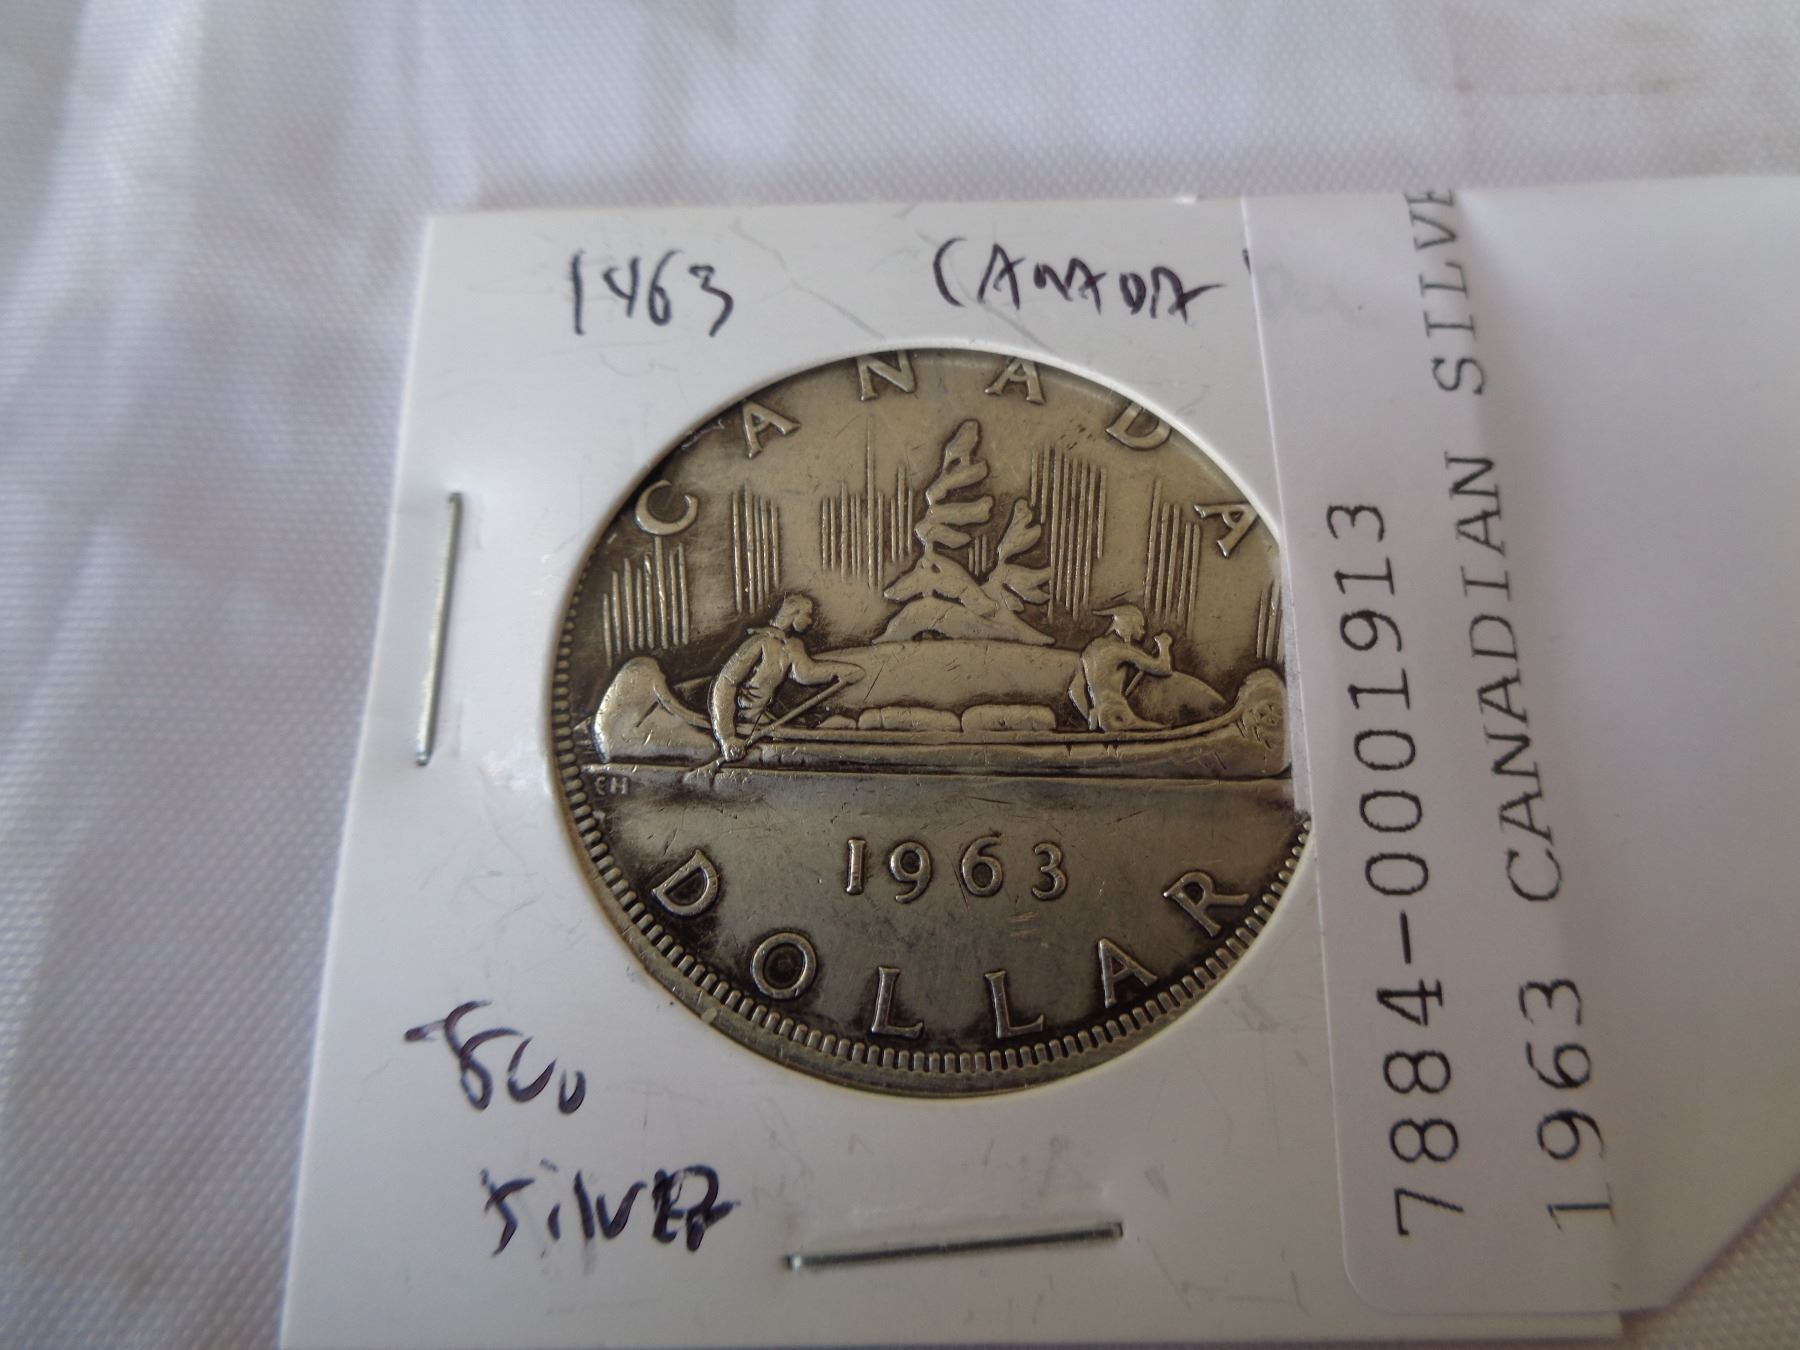 1963 CANADA
CANADA
EH
1963
DOLLAR
.800
SILVER
7884-0001913
1963 CANADIAN SILVE